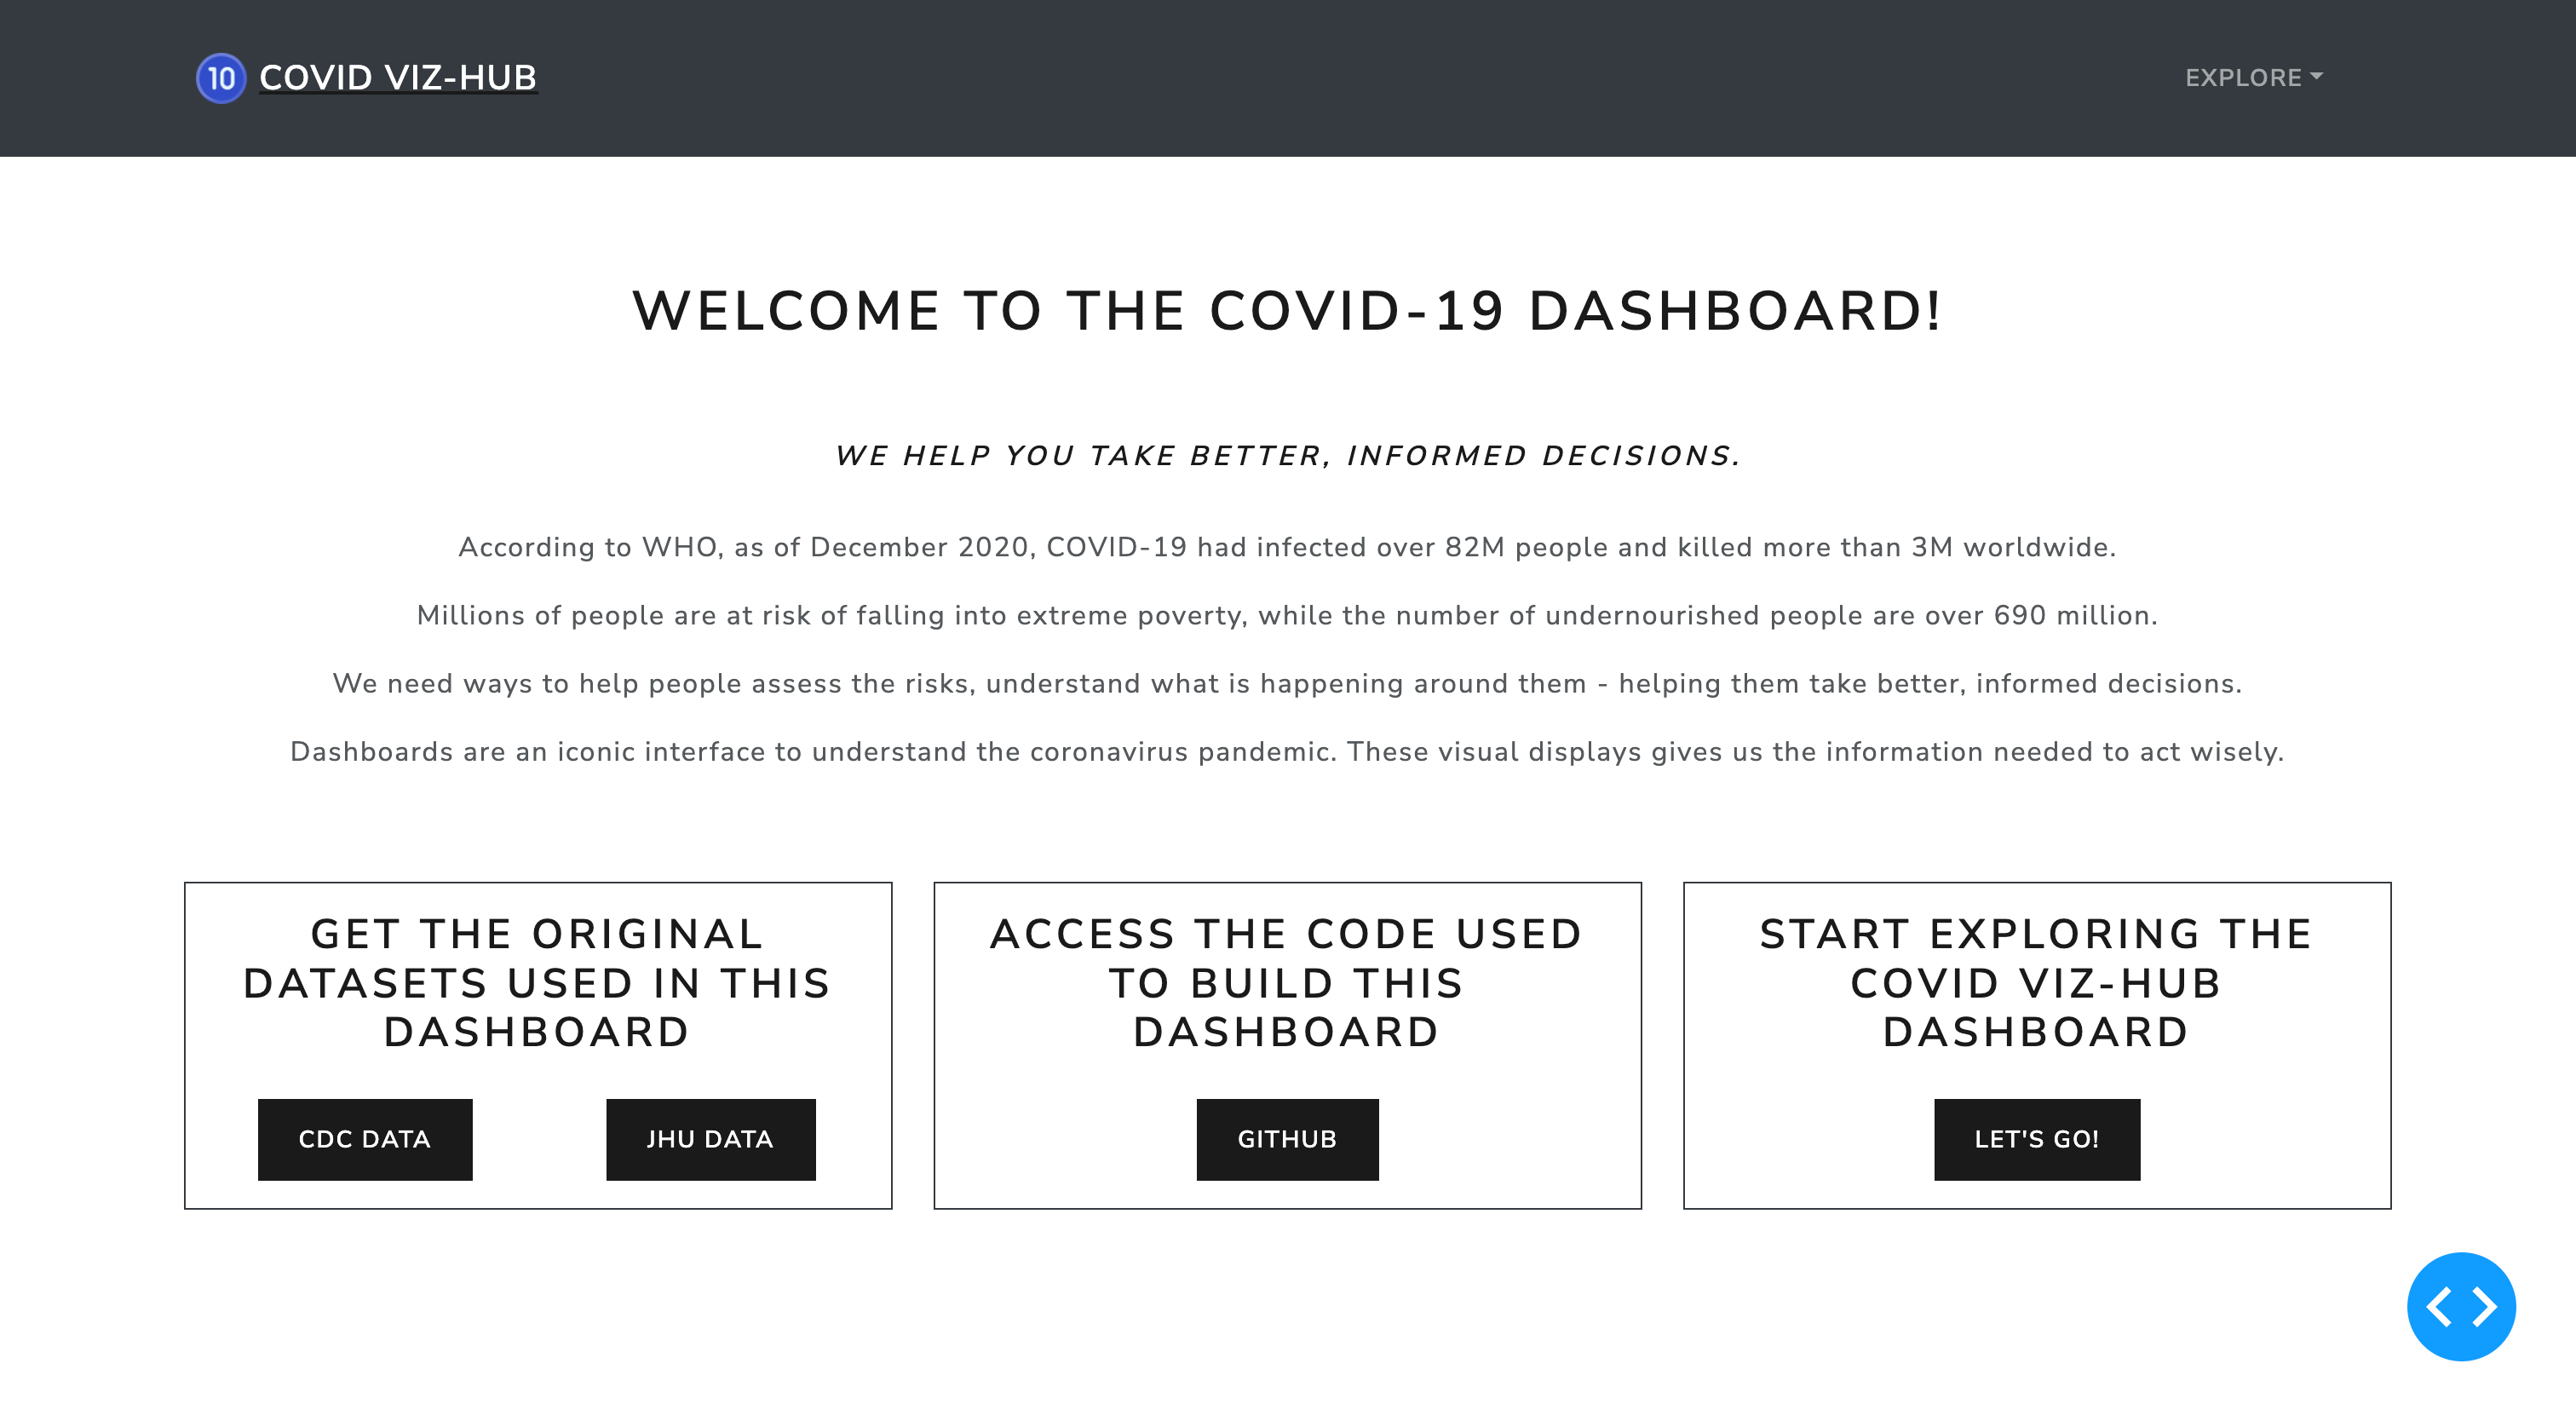 10 COVID VIZ-HUB
EXPLORE
WELCOME TO THE COVID-19 DASHBOARD!
WE HELP YOU TAKE BETTER, INFORMED DECISIONS.
According to WHO, as of December 2020, COVID-19 had infected over 82M people and killed more than 3M worldwide.
Millions of people are at risk of falling into extreme poverty, while the number of undernourished people are over 690 million.
We need ways to help people assess the risks, understand what is happening around them - helping them take better, informed decisions.
Dashboards are an iconic interface to understand the coronavirus pandemic. These visual displays gives us the information needed to act wisely.
GET THE ORIGINAL
DATASETS USED IN THIS
DASHBOARD
CDC DATA
JHU DATA
ACCESS THE CODE USED
TO BUILD THIS
DASHBOARD
GITHUB
START EXPLORING THE
COVID VIZ-HUB
DASHBOARD
LET'S GO!